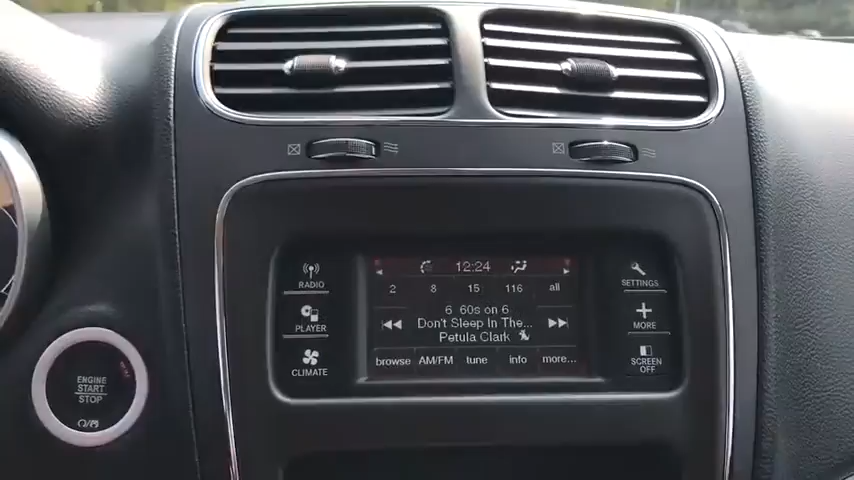 12:24
RADIO
PLAYER
CLIMATE
2 8 15 116 all
6 60s on 6
Don't Sleep In The...
Petula Clark
browse AM/FM tune info more...
SETTINGS
MORE
SCREEN
OFF
ENGINE
START
STOP